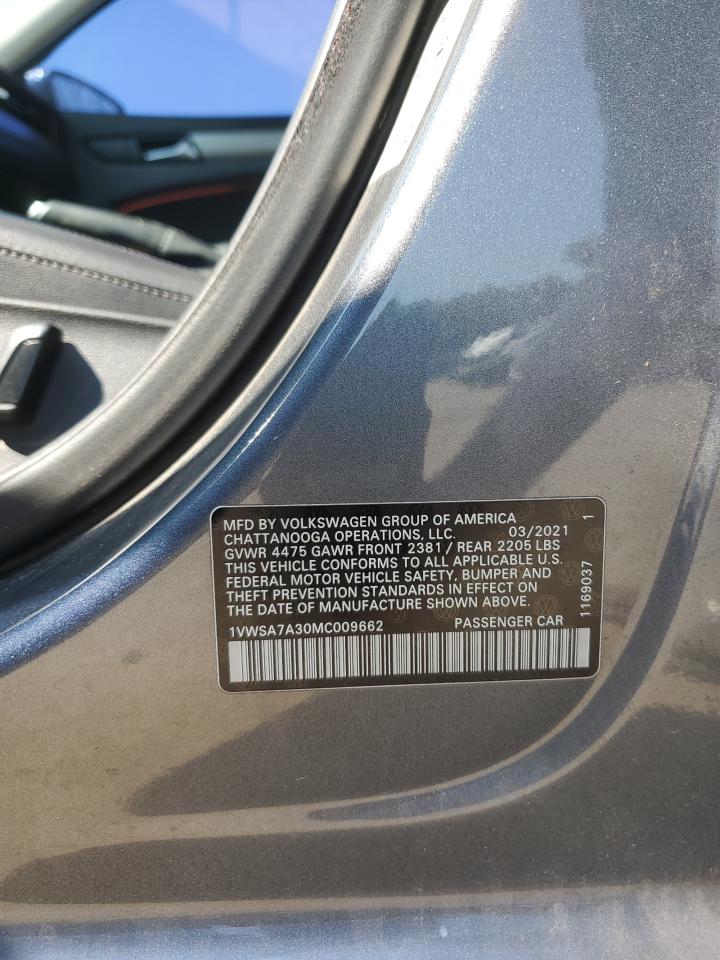 MFD BY VOLKSWAGEN GROUP OF AMERICA
CHATTANOOGA OPERATIONS, LLC. 03/2021
GVWR 4475 GAWR FRONT 2381 / REAR 2205 LBS
THIS VEHICLE CONFORMS TO ALL APPLICABLE U.S.
FEDERAL MOTOR VEHICLE SAFETY, BUMPER AND
THEFT PREVENTION STANDARDS IN EFFECT ON
THE DATE OF MANUFACTURE SHOWN ABOVE.
1VWSA7A30MC009662 PASSENGER CAR
1169037 1